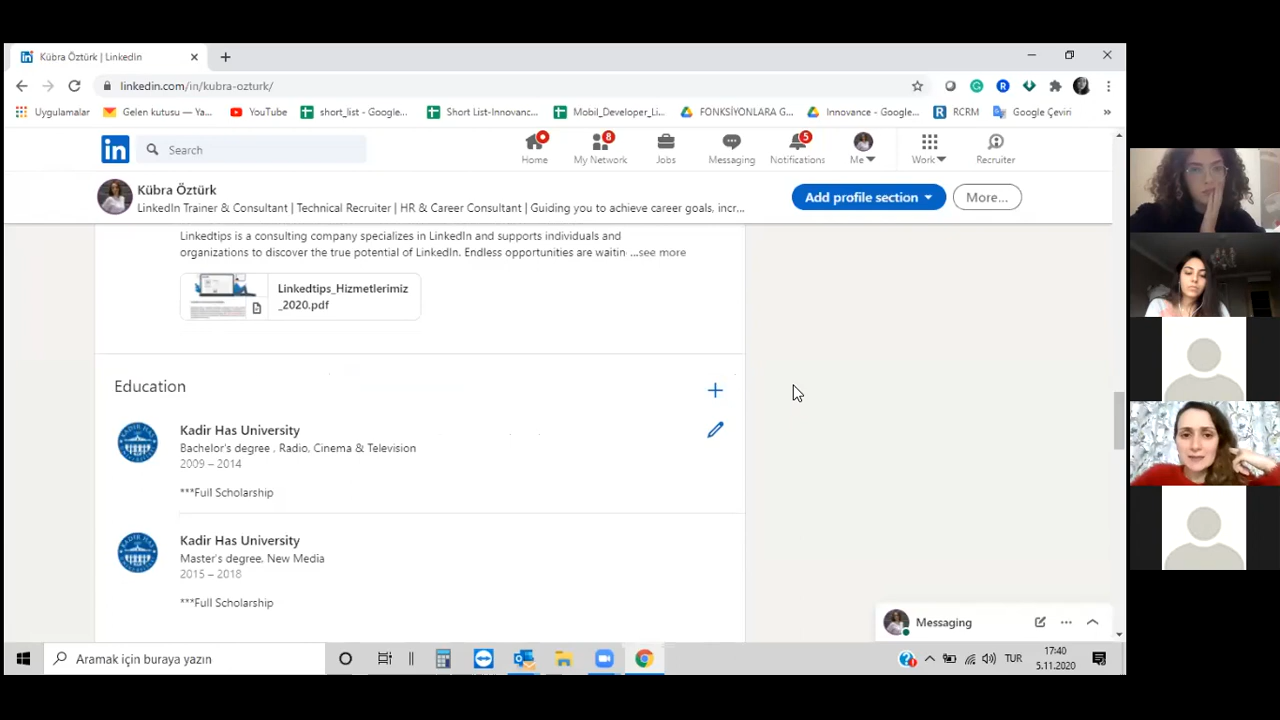 Kübra Öztürk | LinkedIn
linkedin.com/in/kubra-ozturk/
Uygulamalar
Gelen kutusu — Ya...
YouTube
short_list - Google...
Short List-Innovanc...
Mobil_Developer_Li...
FONKSİYONLARA G...
Innovance - Google...
RCRM
Google Çeviri
»
in
Search
Home
8
My Network
Jobs
Messaging
5
Notifications
Me
Work
Recruiter
Kübra Öztürk
LinkedIn Trainer & Consultant | Technical Recruiter | HR & Career Consultant | Guiding you to achieve career goals, incr...
Add profile section
More...
Linkedtips is a consulting company specializes in LinkedIn and supports individuals and
organizations to discover the true potential of LinkedIn. Endless opportunities are waitin ...see more
Linkedtips_Hizmetlerimiz
_2020.pdf
Education
Kadir Has University
Bachelor's degree , Radio, Cinema & Television
2009 – 2014
***Full Scholarship
Kadir Has University
Master's degree, New Media
2015 – 2018
***Full Scholarship
Messaging
Aramak için buraya yazın
TUR
17:40
5.11.2020